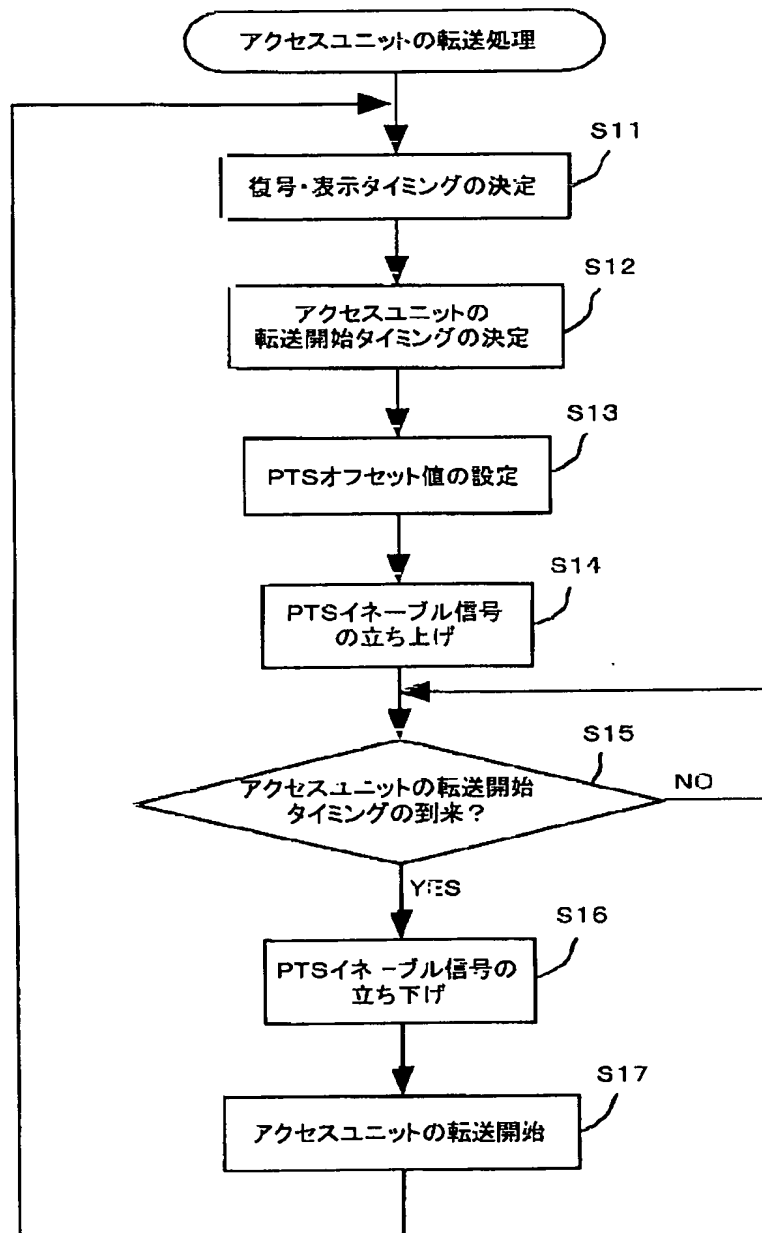 アクセスユニットの転送処理
S11
復号・表示タイミングの決定
S12
アクセスユニットの
転送開始タイミングの決定
S13
PTSオフセット値の設定
S14
PTSイネーブル信号
の立ち上げ
S15
アクセスユニットの転送開始
タイミングの到来？
NO
YES
S16
PTSイネーブル信号の
立ち下げ
S17
アクセスユニットの転送開始